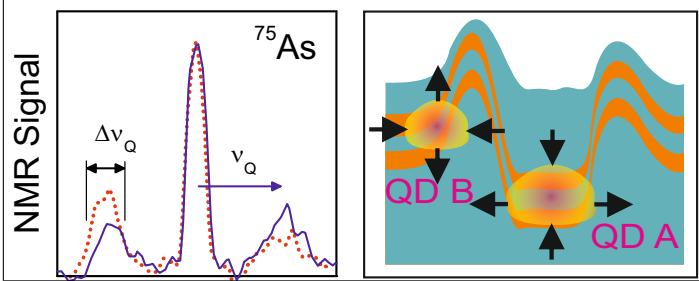 NMR Signal
⁷⁵As
Δν_Q
ν_Q
QD B
QD A